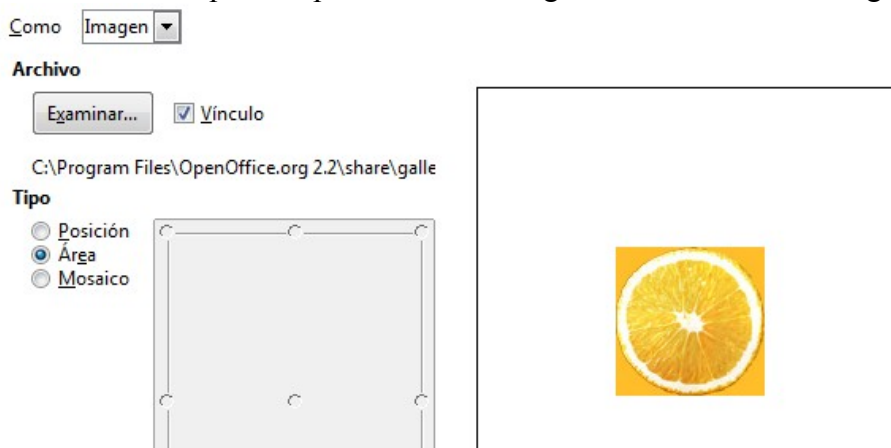 Como Imagen
Archivo
Examinar... Vínculo
C:\Program Files\OpenOffice.org 2.2\share\galle
Tipo
Posición
Área
Mosaico